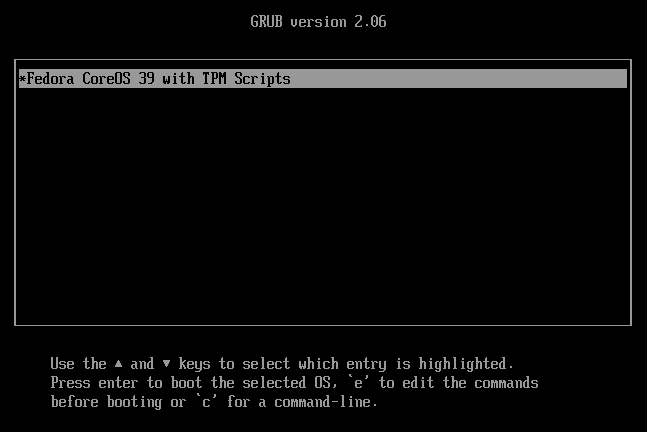 GRUB version 2.06
*Fedora CoreOS 39 with TPM Scripts
Use the ▲ and ▼ keys to select which entry is highlighted.
Press enter to boot the selected OS, `e' to edit the commands
before booting or `c' for a command-line.